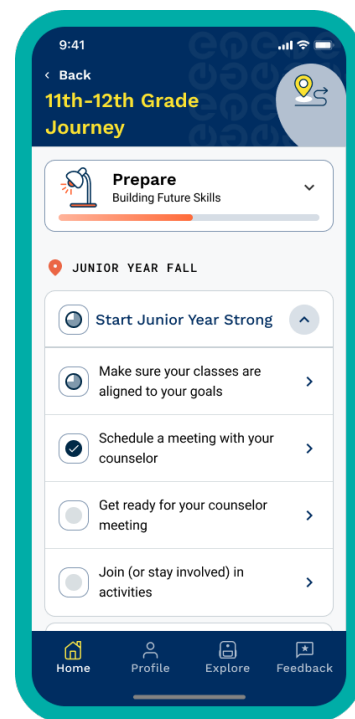 9:41
Back
11th-12th Grade
Journey
Prepare
Building Future Skills
JUNIOR YEAR FALL
Start Junior Year Strong
Make sure your classes are
aligned to your goals
Schedule a meeting with your
counselor
Get ready for your counselor
meeting
Join (or stay involved) in
activities
Home Profile Explore Feedback